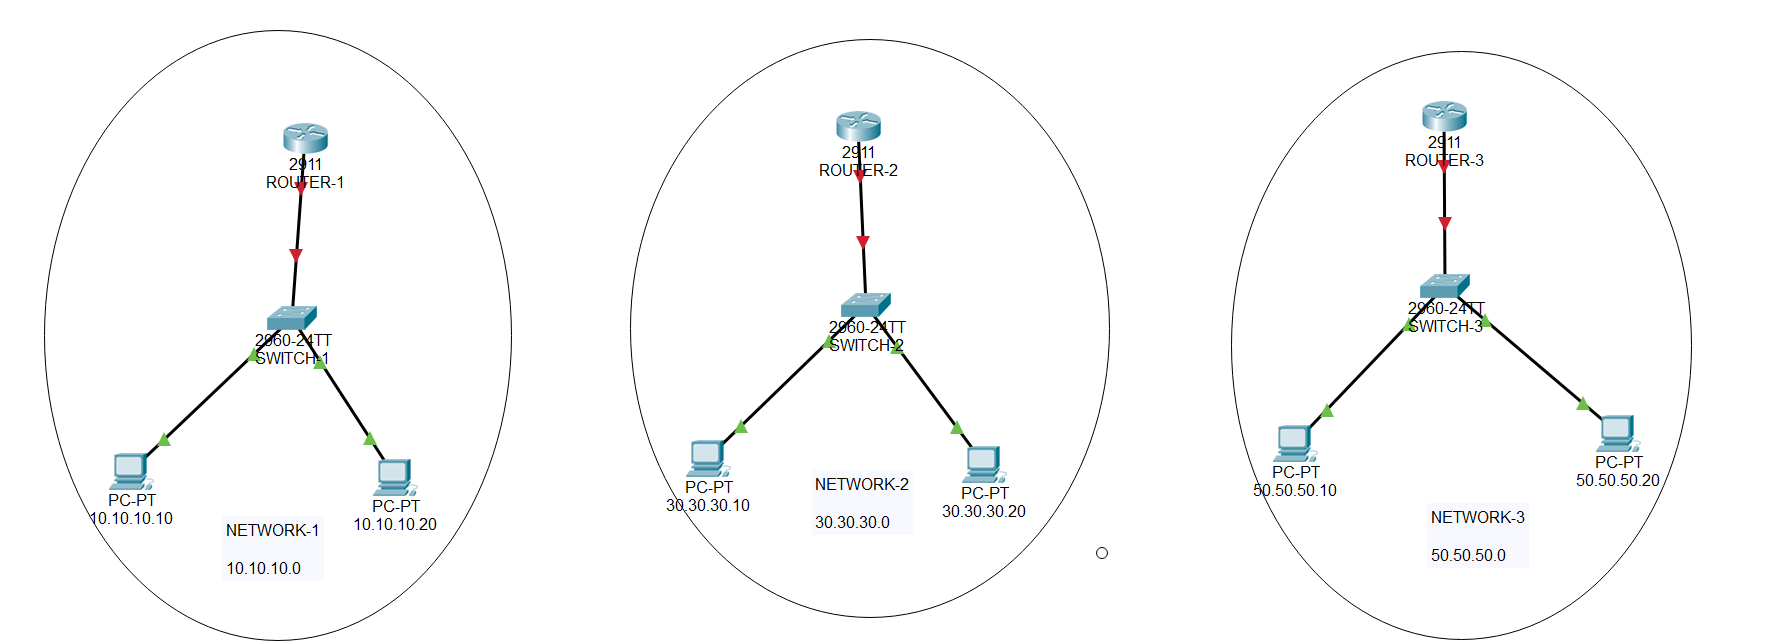 2911
ROUTER-1
2960-24TT
SWITCH-1
PC-PT
10.10.10.10
PC-PT
10.10.10.20
NETWORK-1
10.10.10.0
2911
ROUTER-2
2960-24TT
SWITCH-2
PC-PT
30.30.30.10
PC-PT
30.30.30.20
NETWORK-2
30.30.30.0
2911
ROUTER-3
2960-24TT
SWITCH-3
PC-PT
50.50.50.10
PC-PT
50.50.50.20
NETWORK-3
50.50.50.0